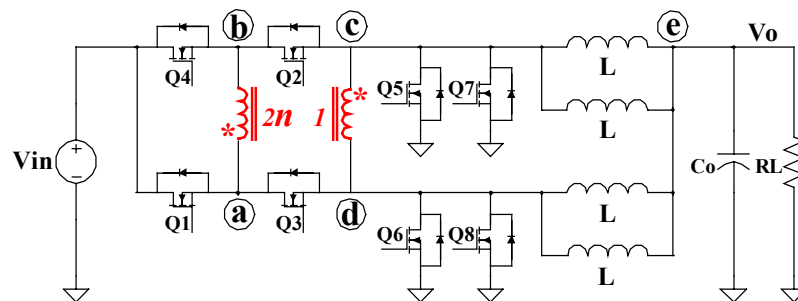 b c e
Vo
Q4 Q2
Q5 Q7
L
* 2n 1 *
L
Vin
Co RL
Q1 a Q3 d
L
Q6 Q8
L